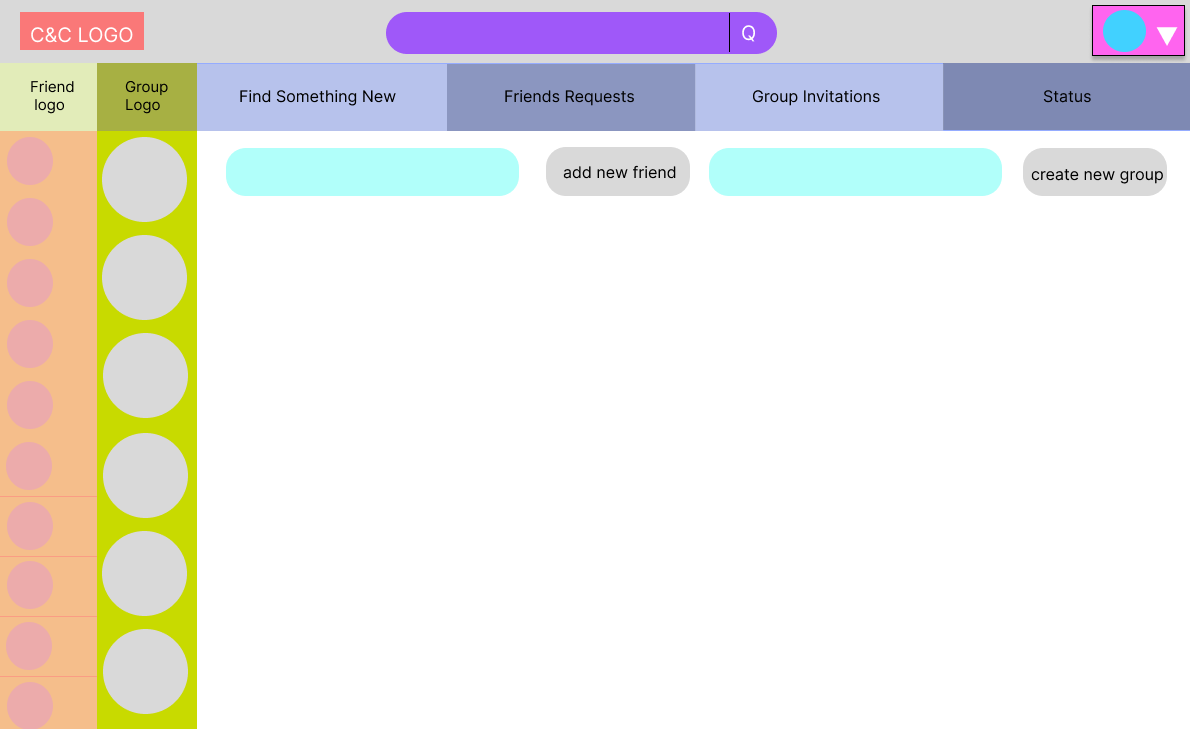 C&C LOGO
Q
Friend
logo
Group
Logo
Find Something New
Friends Requests
Group Invitations
Status
add new friend
create new group